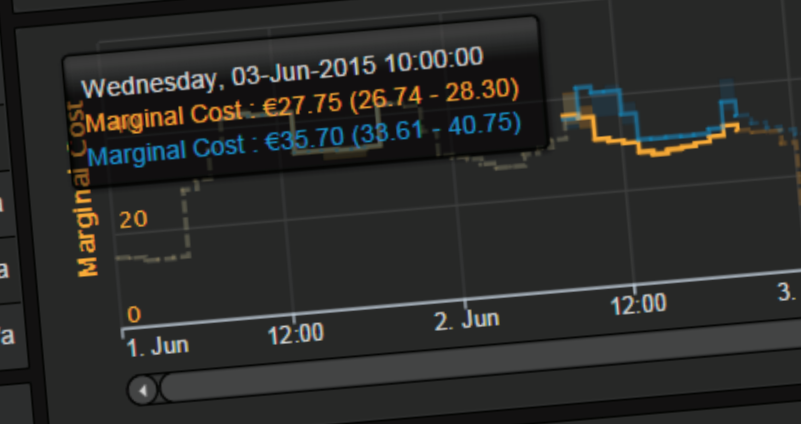 Wednesday, 03-Jun-2015 10:00:00
Marginal Cost : €27.75 (26.74 - 28.30)
Marginal Cost : €35.70 (33.61 - 40.75)
Marginal Cost
20
0
1. Jun
12:00
2. Jun
12:00
3.
a
a